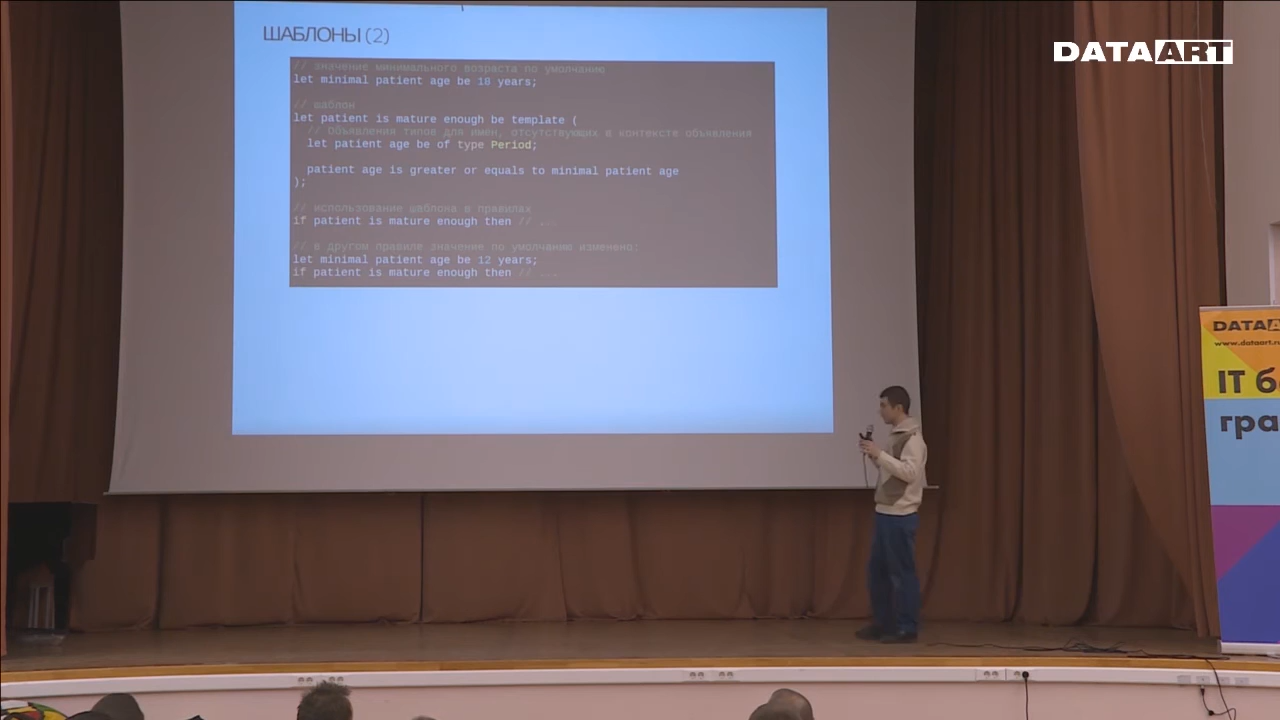 DATAART
ШАБЛОНЫ (2)
// значение минимального возраста по умолчанию
let minimal patient age be 18 years;
// шаблон
let patient is mature enough be template (
// Объявления типов для имен, отсутствующих в контексте объявления
let patient age be of type Period;
patient age is greater or equals to minimal patient age
);
// использование шаблона в правилах
if patient is mature enough then // ...
// в другом правиле значение по умолчанию изменено:
let minimal patient age be 12 years;
if patient is mature enough then // ...
DATAA
www.dataart.ru
IT б
гра